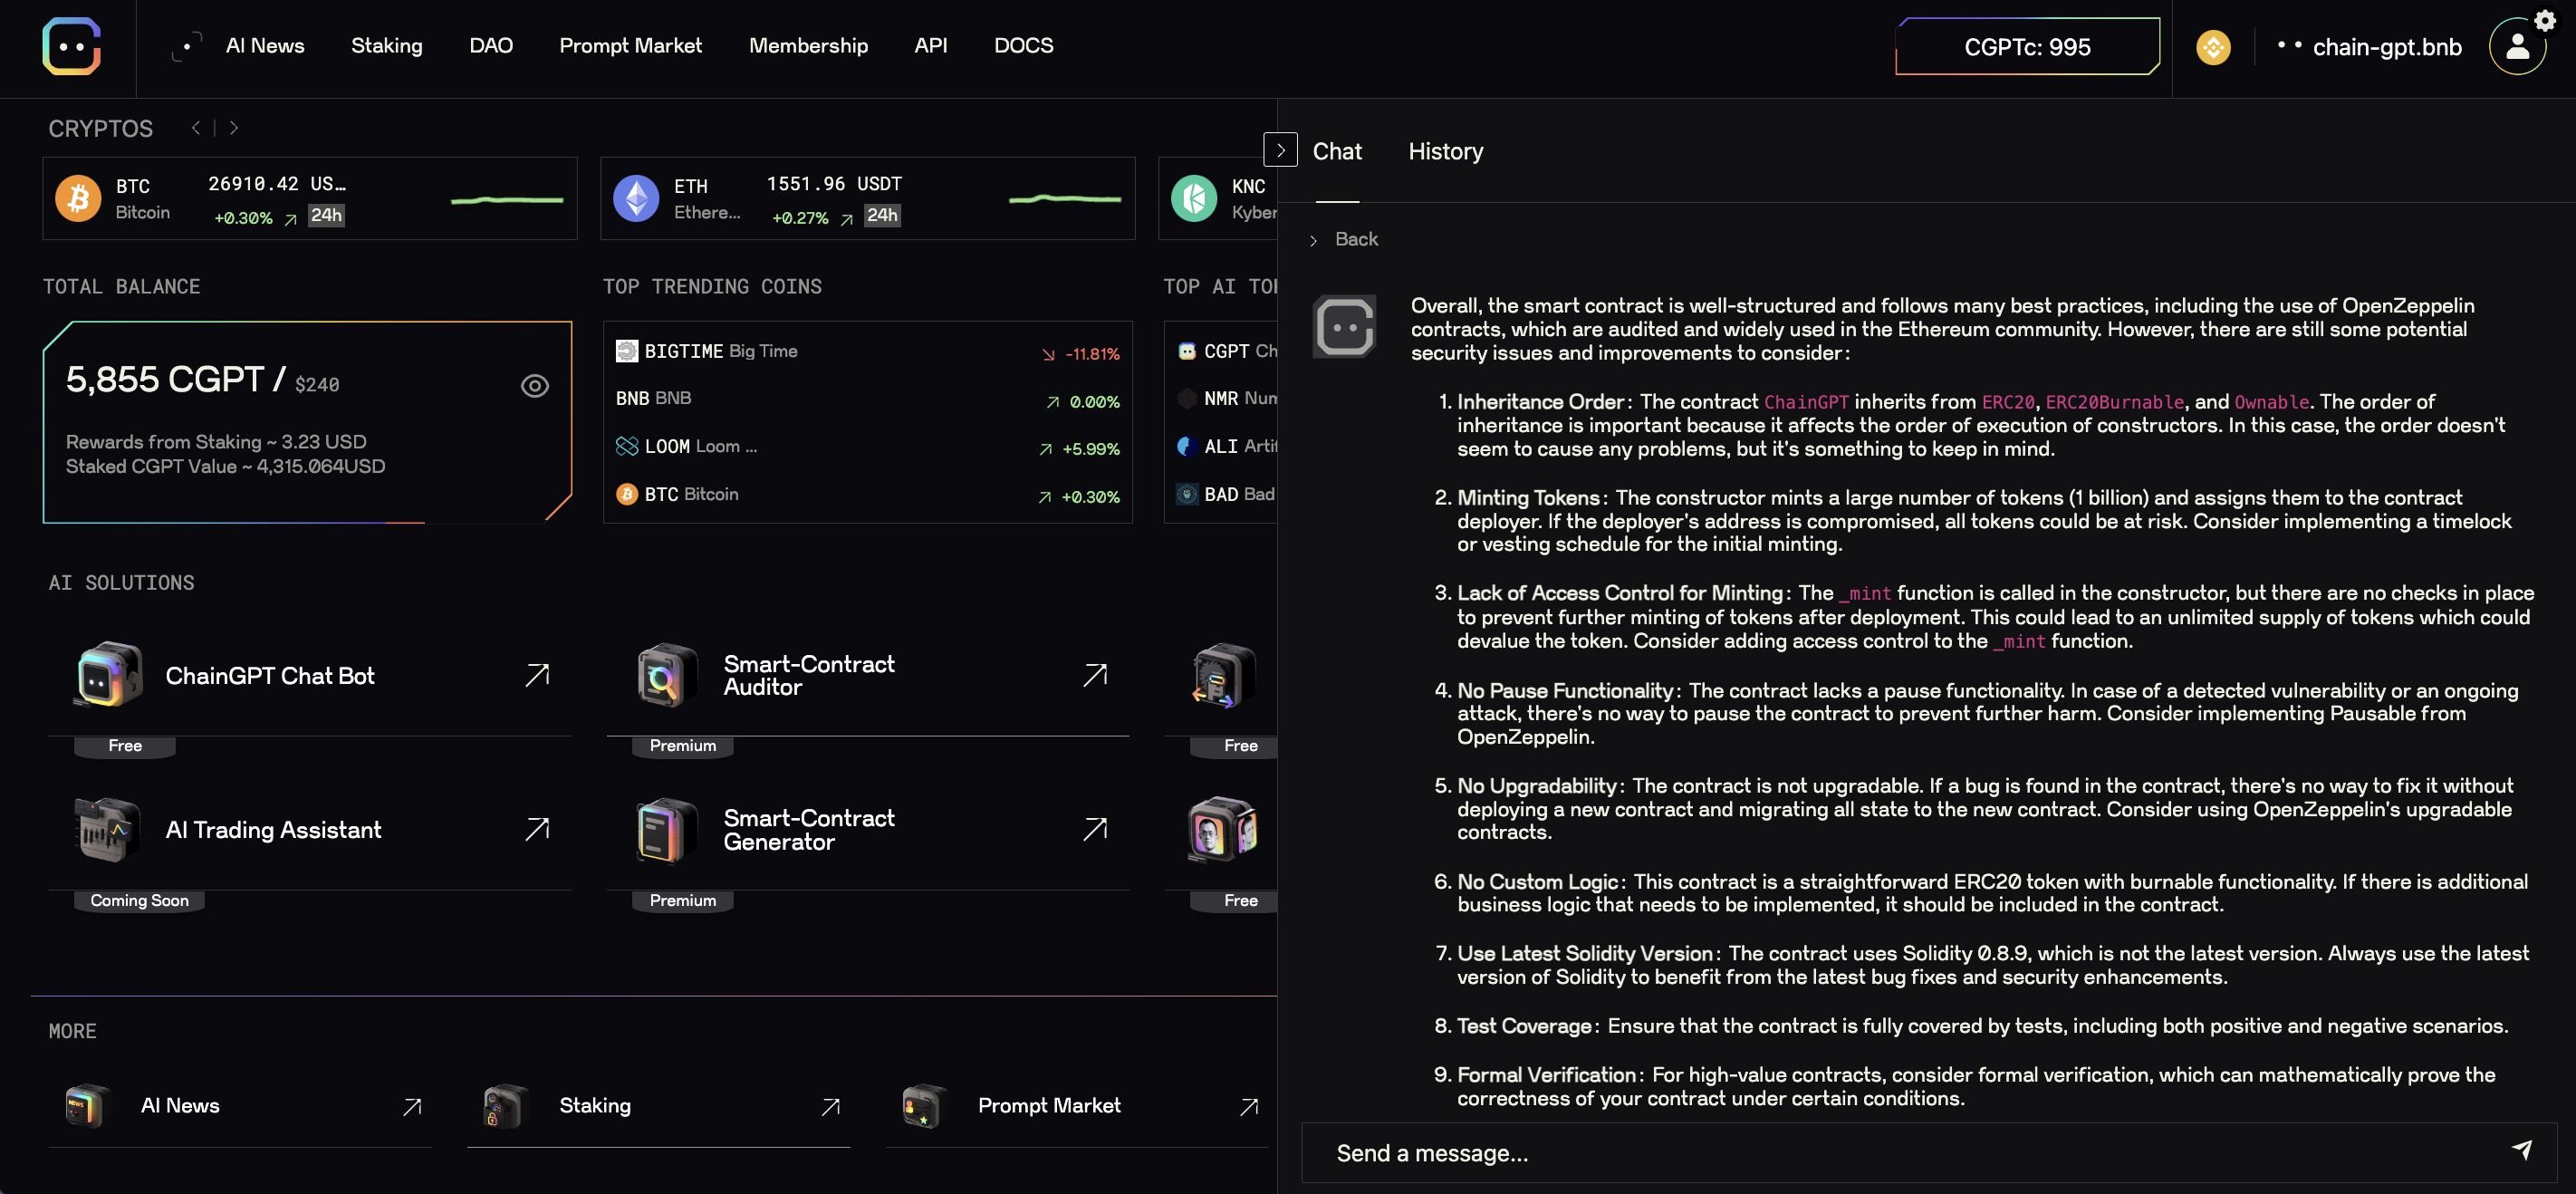 AI News
Staking
DAO
Prompt Market
Membership
API
DOCS
CGPTc: 995
chain-gpt.bnb
CRYPTOS
BTC
Bitcoin
26910.42 US...
+0.30% 24h
ETH
Ethere...
1551.96 USDT
+0.27% 24h
KNC
Kyber
TOTAL BALANCE
5,855 CGPT / $240
Rewards from Staking ~ 3.23 USD
Staked CGPT Value ~ 4,315.064USD
TOP TRENDING COINS
BIGTIME Big Time -11.81%
BNB BNB 0.00%
LOOM Loom ... +5.99%
BTC Bitcoin +0.30%
TOP AI TO
CGPT Ch
NMR Num
ALI Artif
BAD Bad
AI SOLUTIONS
ChainGPT Chat Bot
Free
Smart-Contract
Auditor
Premium
Free
AI Trading Assistant
Coming Soon
Smart-Contract
Generator
Premium
Free
MORE
AI News
Staking
Prompt Market
Chat
History
Back
Overall, the smart contract is well-structured and follows many best practices, including the use of OpenZeppelin
contracts, which are audited and widely used in the Ethereum community. However, there are still some potential
security issues and improvements to consider:
1. Inheritance Order: The contract ChainGPT inherits from ERC20, ERC20Burnable, and Ownable. The order of
inheritance is important because it affects the order of execution of constructors. In this case, the order doesn't
seem to cause any problems, but it's something to keep in mind.
2. Minting Tokens: The constructor mints a large number of tokens (1 billion) and assigns them to the contract
deployer. If the deployer's address is compromised, all tokens could be at risk. Consider implementing a timelock
or vesting schedule for the initial minting.
3. Lack of Access Control for Minting: The _mint function is called in the constructor, but there are no checks in place
to prevent further minting of tokens after deployment. This could lead to an unlimited supply of tokens which could
devalue the token. Consider adding access control to the _mint function.
4. No Pause Functionality: The contract lacks a pause functionality. In case of a detected vulnerability or an ongoing
attack, there's no way to pause the contract to prevent further harm. Consider implementing Pausable from
OpenZeppelin.
5. No Upgradability: The contract is not upgradable. If a bug is found in the contract, there's no way to fix it without
deploying a new contract and migrating all state to the new contract. Consider using OpenZeppelin's upgradable
contracts.
6. No Custom Logic: This contract is a straightforward ERC20 token with burnable functionality. If there is additional
business logic that needs to be implemented, it should be included in the contract.
7. Use Latest Solidity Version: The contract uses Solidity 0.8.9, which is not the latest version. Always use the latest
version of Solidity to benefit from the latest bug fixes and security enhancements.
8. Test Coverage: Ensure that the contract is fully covered by tests, including both positive and negative scenarios.
9. Formal Verification: For high-value contracts, consider formal verification, which can mathematically prove the
correctness of your contract under certain conditions.
Send a message...